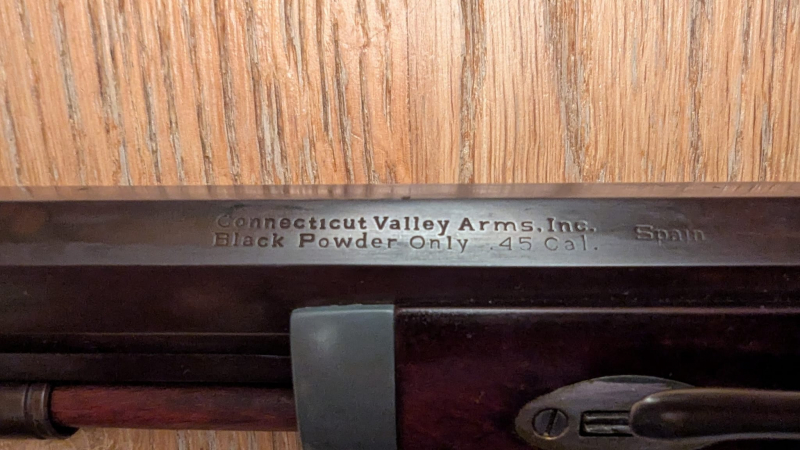 Connecticut Valley Arms, Inc.
Black Powder Only .45 Cal. Spain